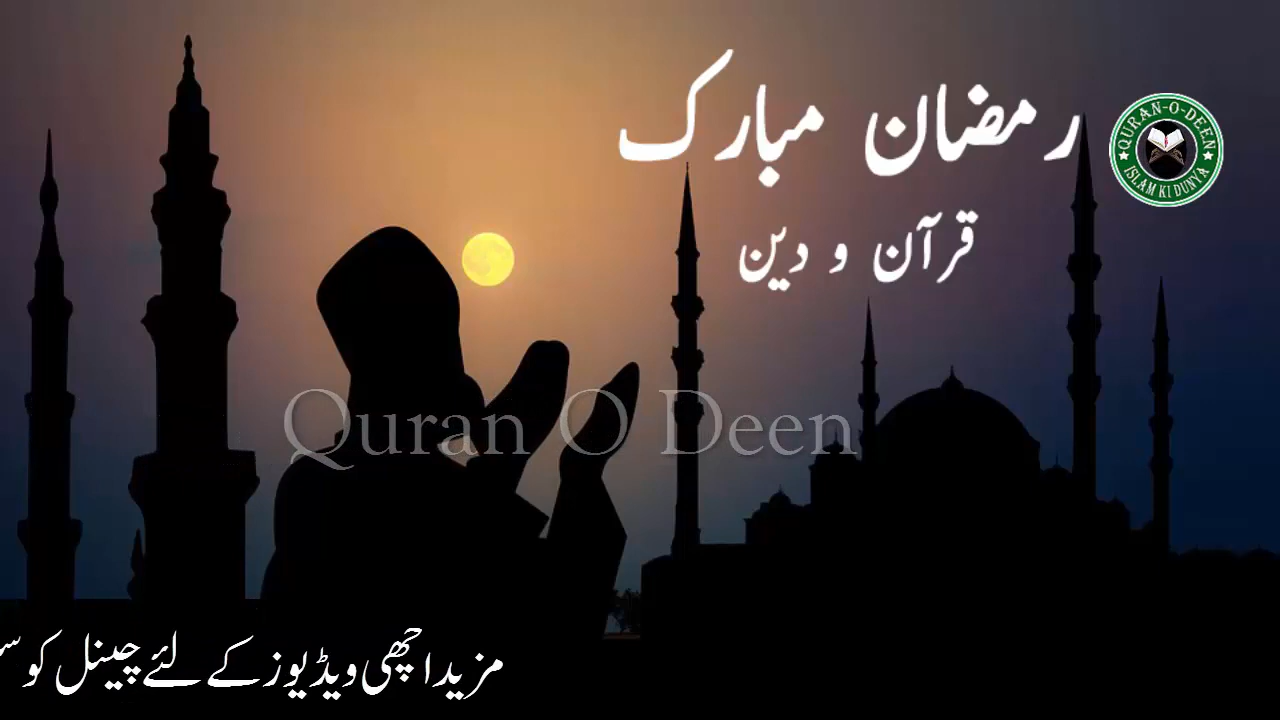 رمضان مبارک
قرآن و دین
QURAN-O-DEEN
ISLAM KI DUNYA
Quran O Deen
مزید اچھی ویڈیوز کے لئے چینل کو